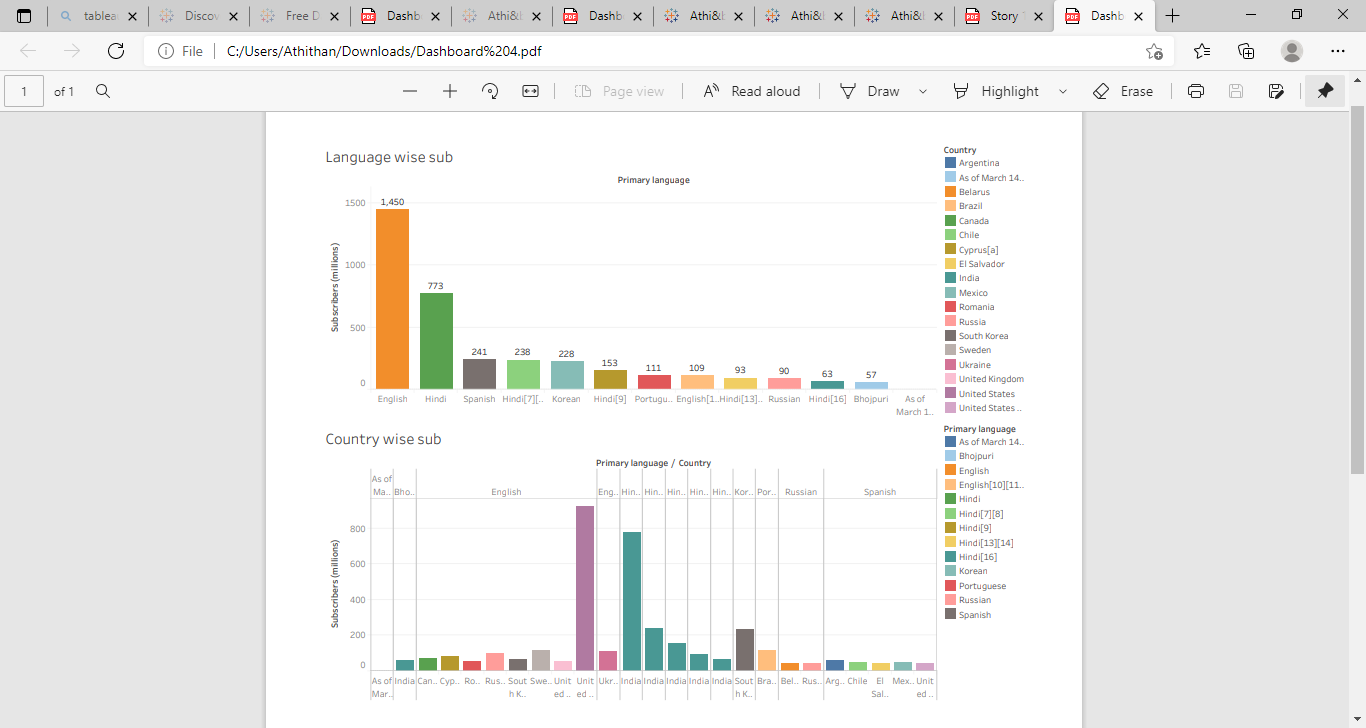 tablea
Discov
Free D
Dashb
Athi&
Dashb
Athi&
Athi&
Athi&
Story
Dashb
File
C:/Users/Athithan/Downloads/Dashboard%204.pdf
1 of 1
Page view
Read aloud
Draw
Highlight
Erase
Language wise sub
Primary language
Subscribers (millions)
1500
1000
500
0
1,450
773
241
238
228
153
111
109
93
90
63
57
English
Hindi
Spanish
Hindi[7][..
Korean
Hindi[9]
Portugu..
English[1..
Hindi[13]..
Russian
Hindi[16]
Bhojpuri
As of
March 1..
Country wise sub
Primary language / Country
As of
Ma..
Bho..
English
Eng..
Hin..
Hin..
Hin..
Hin..
Hin..
Kor..
Por..
Russian
Spanish
Subscribers (millions)
800
600
400
200
0
As of
Mar..
India
Can..
Cyp..
Ro..
Rus..
Sout
h K..
Swe..
Unit
ed ..
Unit
ed ..
Ukr..
India
India
India
India
India
Sout
h K..
Bra..
Bel..
Rus..
Arg..
Chile
El
Sal..
Mex..
Unit
ed ..
Country
Argentina
As of March 14..
Belarus
Brazil
Canada
Chile
Cyprus[a]
El Salvador
India
Mexico
Romania
Russia
South Korea
Sweden
Ukraine
United Kingdom
United States
United States ..
Primary language
As of March 14..
Bhojpuri
English
English[10][11..
Hindi
Hindi[7][8]
Hindi[9]
Hindi[13][14]
Hindi[16]
Korean
Portuguese
Russian
Spanish